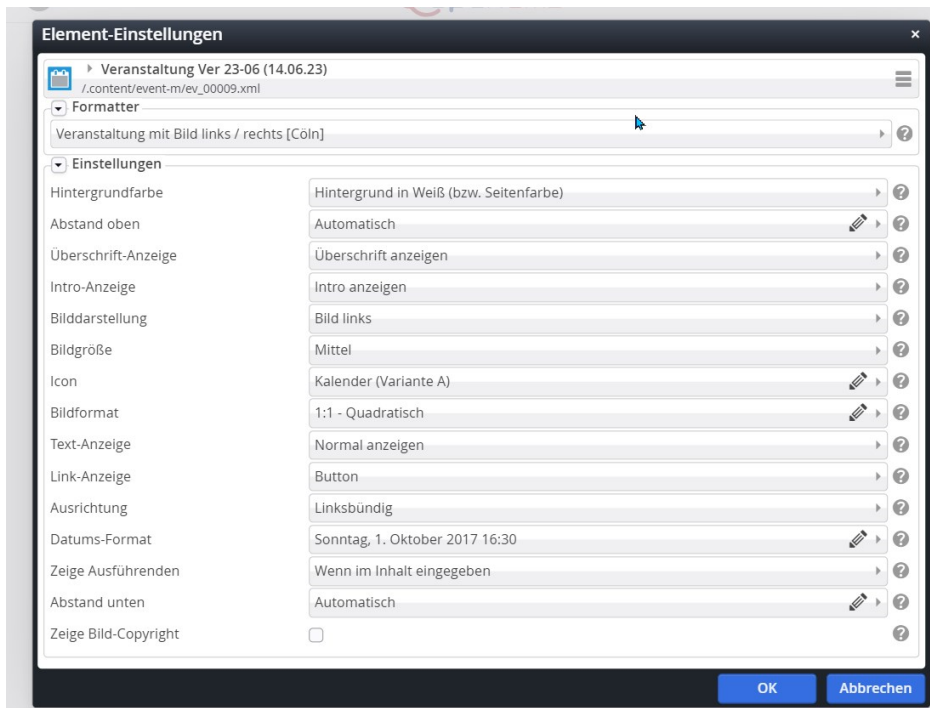 Element-Einstellungen
Veranstaltung Ver 23-06 (14.06.23)
/.content/event-m/ev_00009.xml
Formatter
Veranstaltung mit Bild links / rechts [Cöln]
Einstellungen
Hintergrundfarbe Hintergrund in Weiß (bzw. Seitenfarbe)
Abstand oben Automatisch
Überschrift-Anzeige Überschrift anzeigen
Intro-Anzeige Intro anzeigen
Bilddarstellung Bild links
Bildgröße Mittel
Icon Kalender (Variante A)
Bildformat 1:1 - Quadratisch
Text-Anzeige Normal anzeigen
Link-Anzeige Button
Ausrichtung Linksbündig
Datums-Format Sonntag, 1. Oktober 2017 16:30
Zeige Ausführenden Wenn im Inhalt eingegeben
Abstand unten Automatisch
Zeige Bild-Copyright
OK Abbrechen